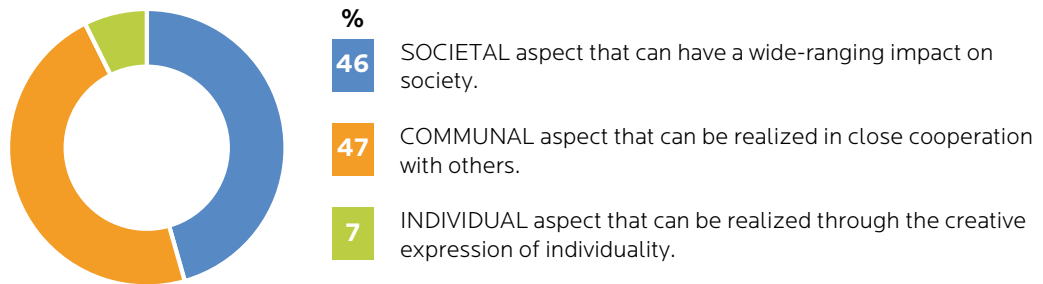 %
46
SOCIETAL aspect that can have a wide-ranging impact on
society.
47
COMMUNAL aspect that can be realized in close cooperation
with others.
7
INDIVIDUAL aspect that can be realized through the creative
expression of individuality.